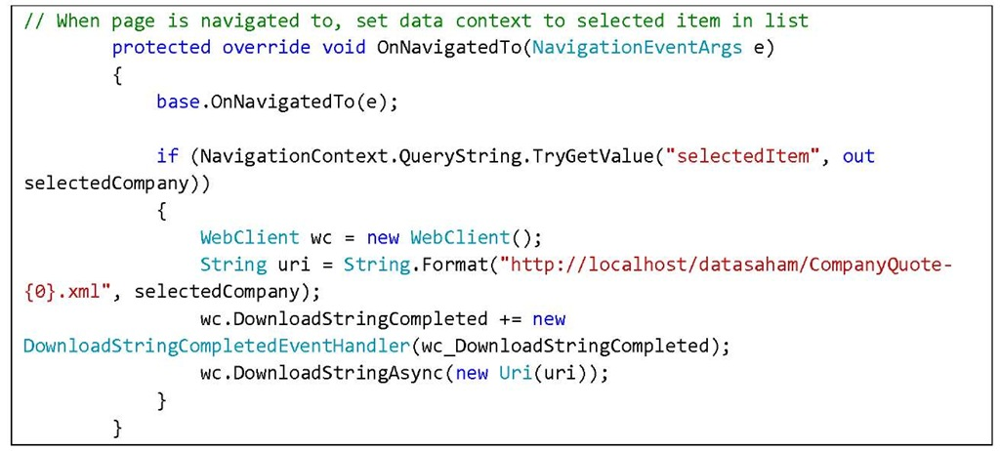 // When page is navigated to, set data context to selected item in list
protected override void OnNavigatedTo(NavigationEventArgs e)
{
base.OnNavigatedTo(e);
if (NavigationContext.QueryString.TryGetValue("selectedItem", out
selectedCompany))
{
WebClient wc = new WebClient();
String uri = String.Format("http://localhost/datasaham/CompanyQuote-
{0}.xml", selectedCompany);
wc.DownloadStringCompleted += new
DownloadStringCompletedEventHandler(wc_DownloadStringCompleted);
wc.DownloadStringAsync(new Uri(uri));
}
}